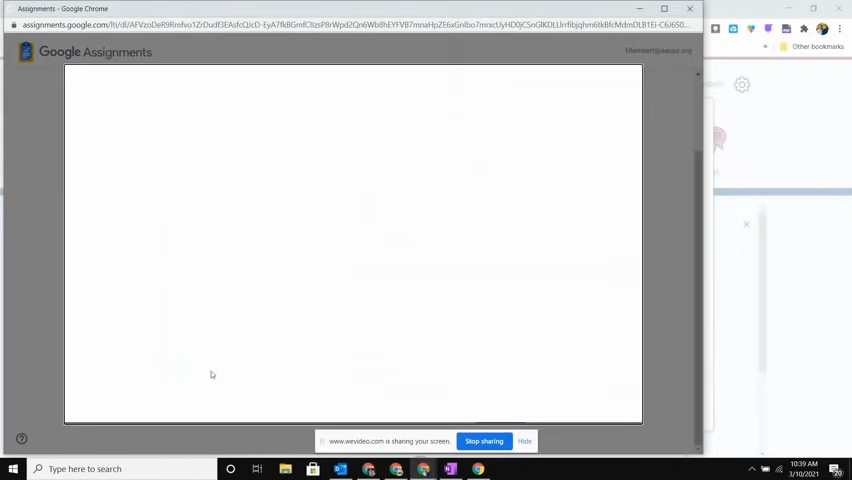 Assignments - Google Chrome
Other bookmarks
Google Assignments
www.wevideo.com is sharing your screen.
Stop sharing
Hide
Type here to search
10:39 AM
3/10/2021
20